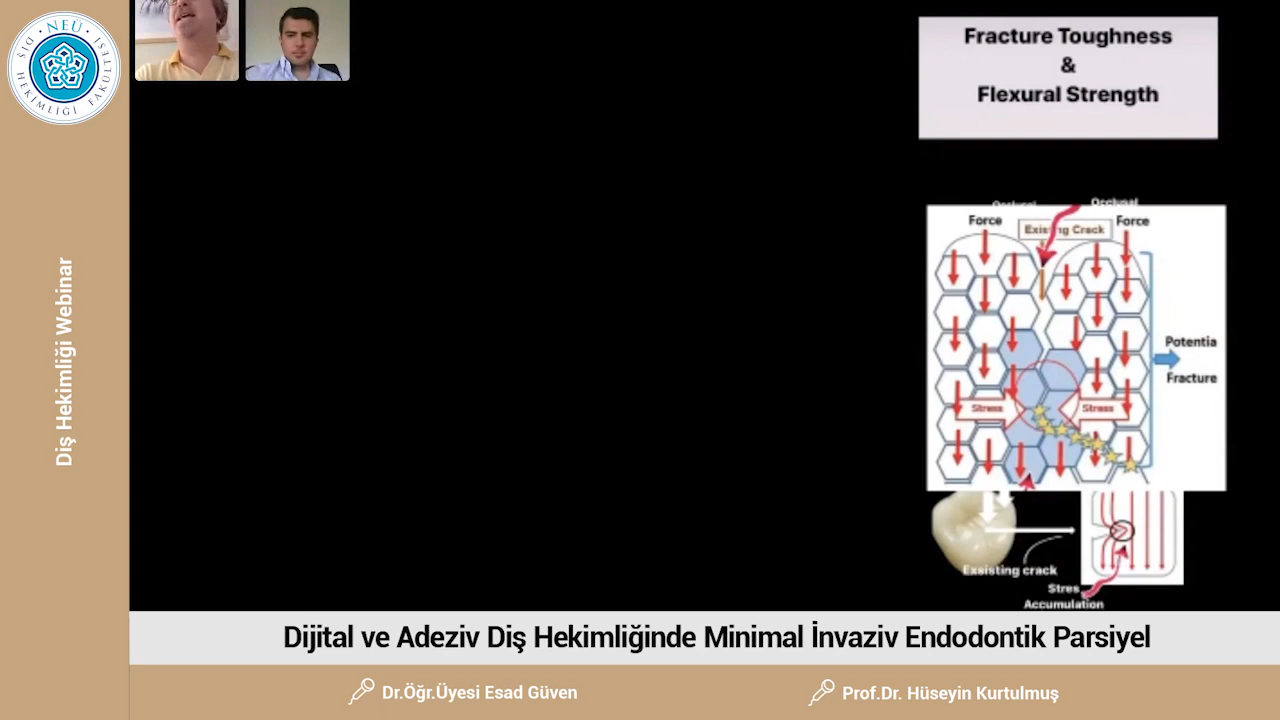 · NEÜ ·
DİŞ HEKİMLİĞİ FAKÜLTESİ
Diş Hekimliği Webinar
Fracture Toughness
&
Flexural Strength
Occlusal
Occlusal
Force
Existing Crack
Force
Potentia
Fracture
Stress
Stress
Exsisting crack
Stres
Accumulation
Dijital ve Adeziv Diş Hekimliğinde Minimal İnvaziv Endodontik Parsiyel
Dr.Öğr.Üyesi Esad Güven
Prof.Dr. Hüseyin Kurtulmuş